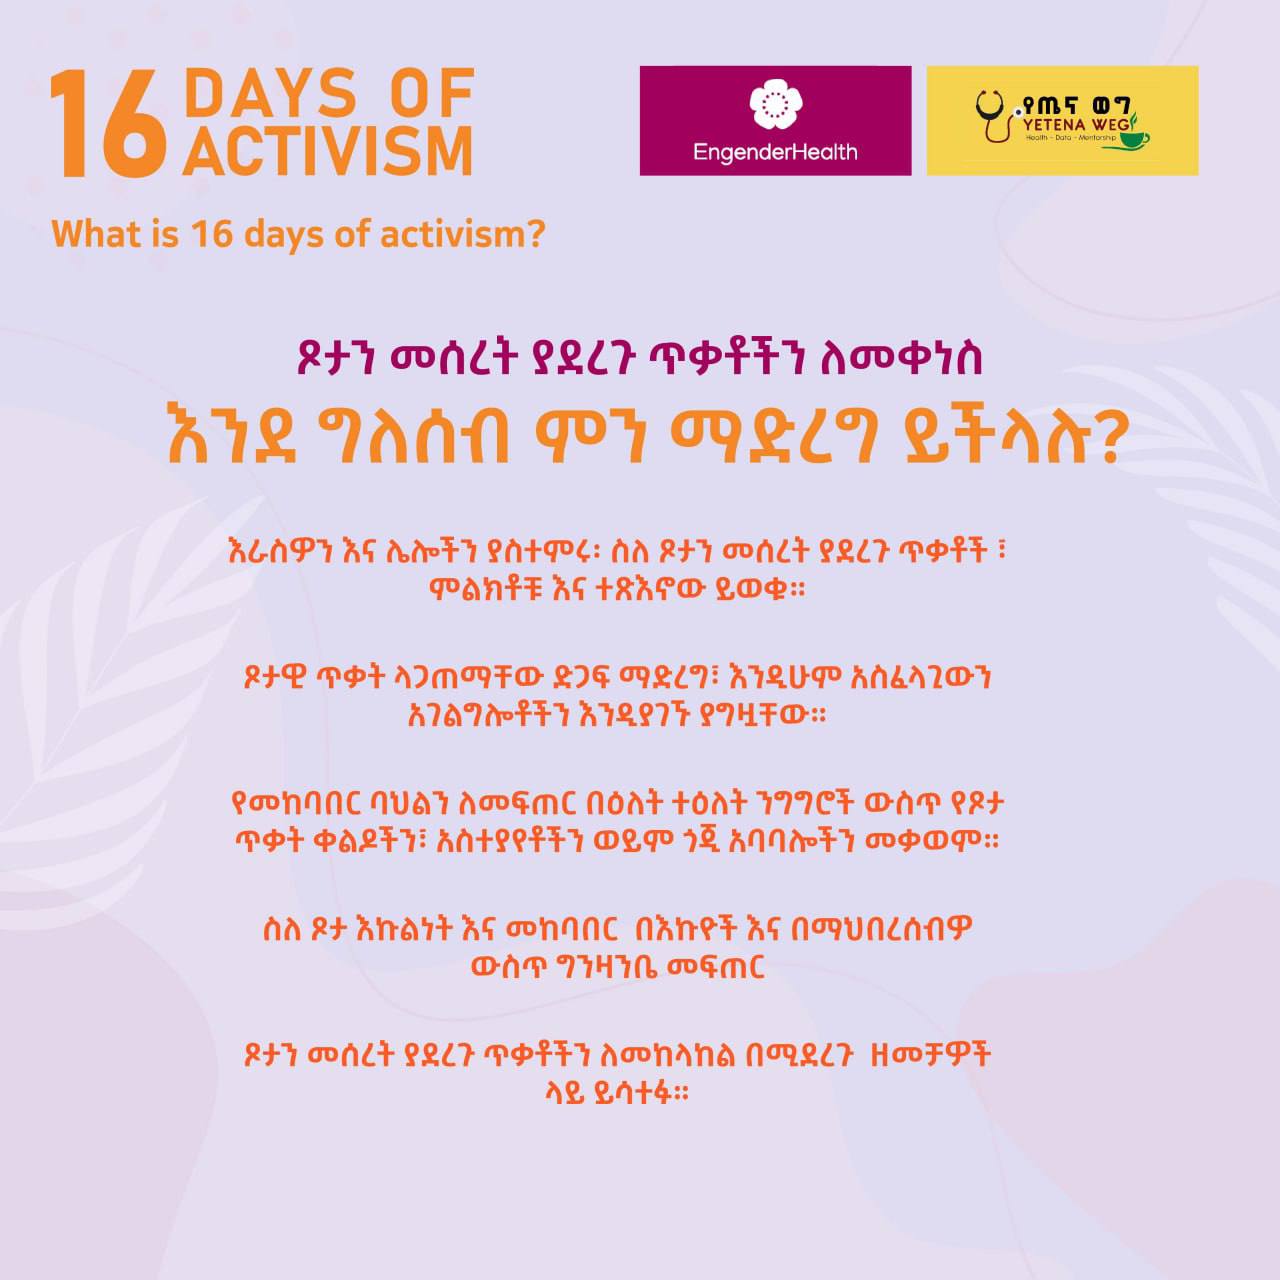 16 DAYS OF ACTIVISM
EngenderHealth
የጤና ወግ
YETENA WEG
Health - Data - Mentorship
What is 16 days of activism?
ጾታን መሰረት ያደረጉ ጥቃቶችን ለመቀነስ
እንደ ግለሰብ ምን ማድረግ ይችላሉ?
እራስዎን እና ሌሎችን ያስተምሩ፡ ስለ ጾታን መሰረት ያደረጉ ጥቃቶች ፣
ምልክቶቹ እና ተጽእኖው ይወቁ።
ጾታዊ ጥቃት ላጋጠማቸው ድጋፍ ማድረግ፣ እንዲሁም አስፈላጊውን
አገልግሎቶችን እንዲያገኙ ያግዟቸው።
የመከባበር ባህልን ለመፍጠር በዕለት ተዕለት ንግግሮች ውስጥ የጾታ
ጥቃት ቀልዶችን፣ አስተያየቶችን ወይም ጎጂ አባባሎችን መቃወም።
ስለ ጾታ እኩልነት እና መከባበር በእኩዮች እና በማህበረሰብዎ
ውስጥ ግንዛንቤ መፍጠር
ጾታን መሰረት ያደረጉ ጥቃቶችን ለመከላከል በሚደረጉ ዘመቻዎች
ላይ ይሳተፉ።